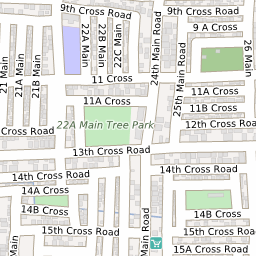 9th Cross Road
9th Cross Road
9 A Cross
26 Main
22A Main
22B Main
22C Main
24th Main Road
21 Main
21A Main
21B Main
11 Cross
25th Main Road
11A Cross
11A Cross
11B Cross
22A Main Tree Park
12th Cross Road
Cross Road
13th Cross Road
14th Cross Road
14th Cross Road
14A Cross
14B Cross
14B Cross
Main Road
Main
15th Cross Road
15th Cross Road
15A Cross